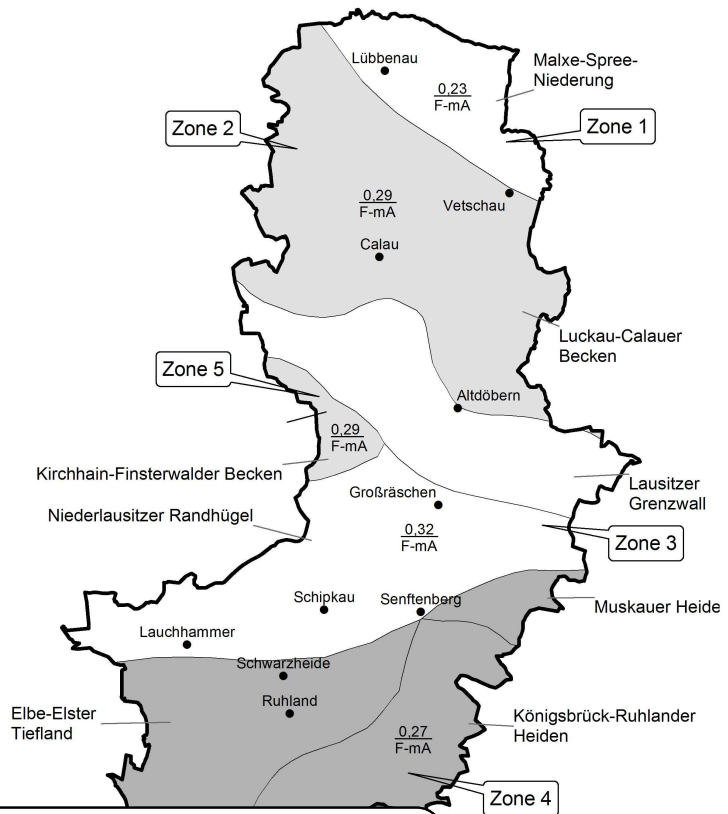 Lübbenau
Malxe-Spree-
Niederung
0,23
F-mA
Zone 2
Zone 1
0,29
F-mA
Vetschau
Calau
Luckau-Calauer
Becken
Zone 5
Altdöbern
0,29
F-mA
Kirchhain-Finsterwalder Becken
Lausitzer
Grenzwall
Großräschen
Niederlausitzer Randhügel
0,32
F-mA
Zone 3
Schipkau
Senftenberg
Muskauer Heide
Lauchhammer
Schwarzheide
Ruhland
Elbe-Elster
Tiefland
Königsbrück-Ruhlander
Heiden
0,27
F-mA
Zone 4